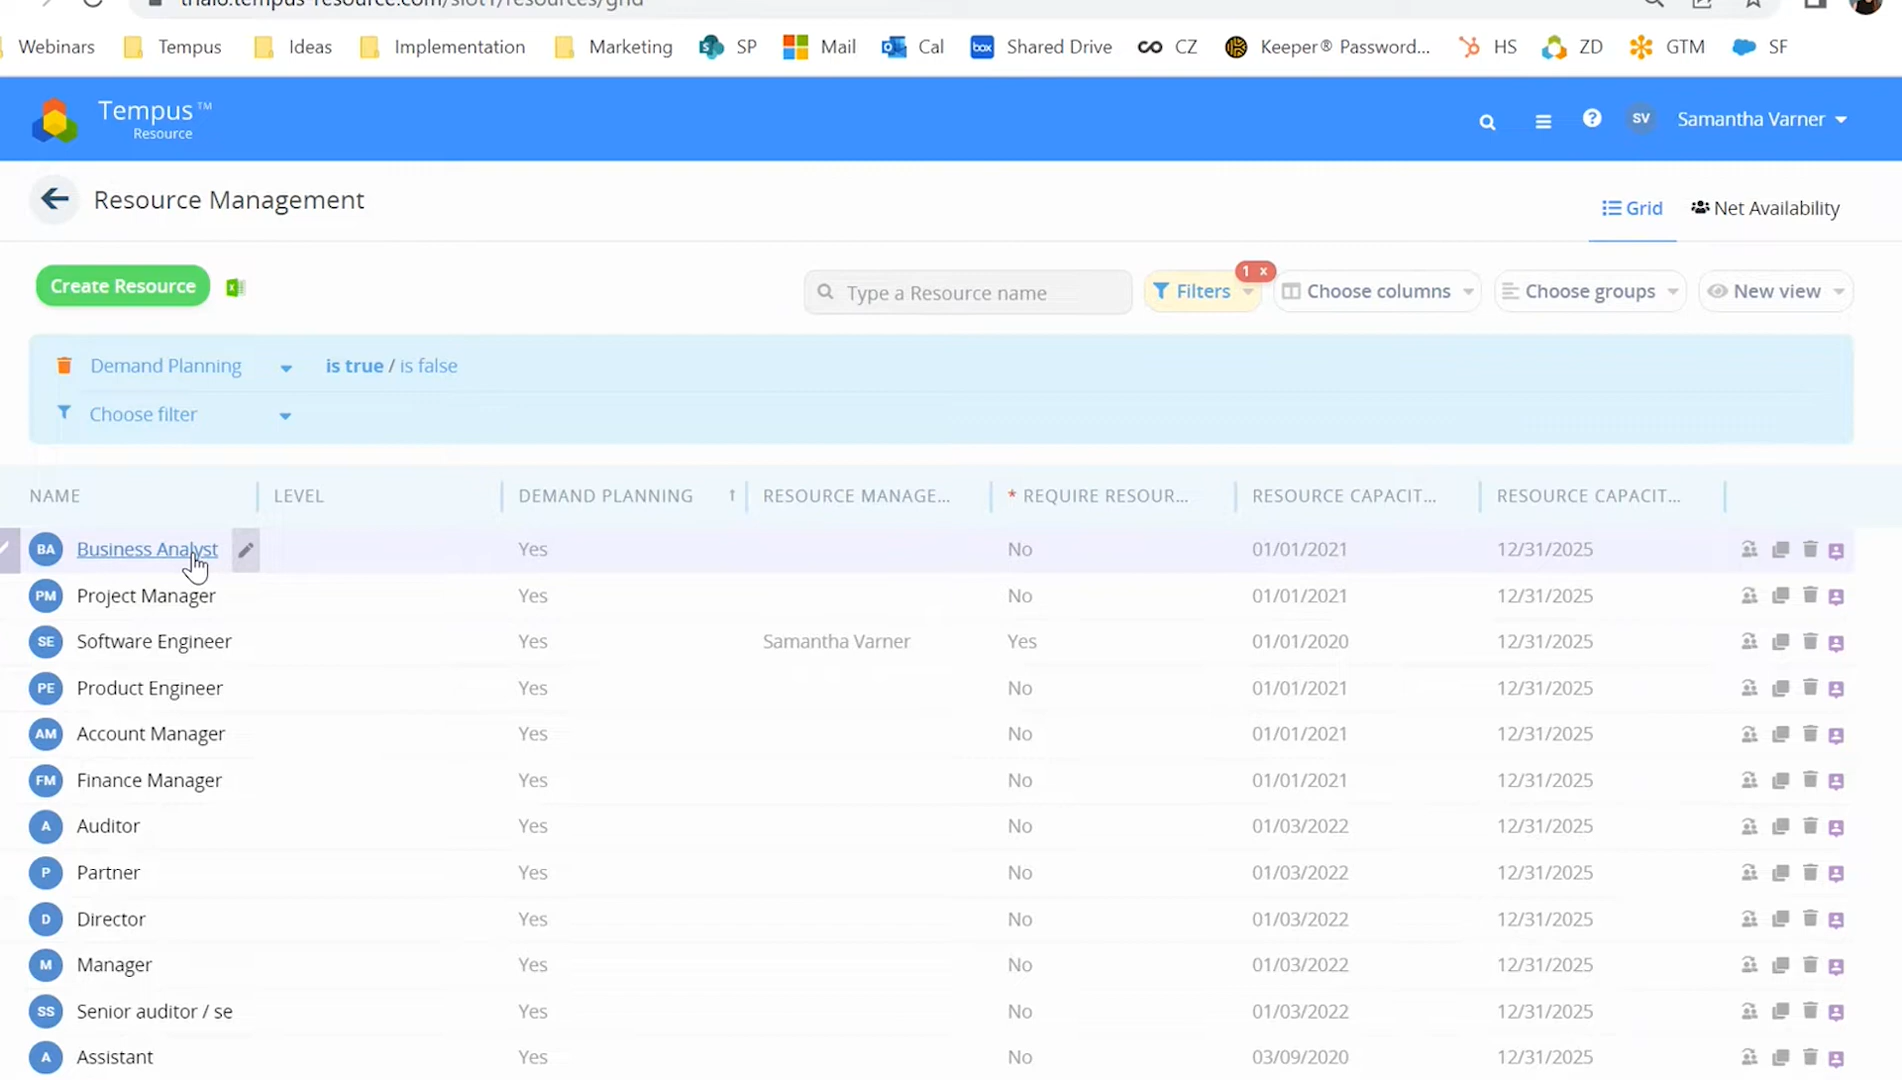 thalo.tempus-resource.com/slot1/resources/grid
Webinars Tempus Ideas Implementation Marketing SP Mail Cal box Shared Drive CZ Keeper® Password... HS ZD GTM SF
Tempus™
Resource
SV Samantha Varner
Resource Management
Grid Net Availability
Create Resource Type a Resource name Filters 1 x Choose columns Choose groups New view
Demand Planning is true / is false
Choose filter
NAME LEVEL DEMAND PLANNING ↑ RESOURCE MANAGE... * REQUIRE RESOUR... RESOURCE CAPACIT... RESOURCE CAPACIT...
BA Business Analyst Yes No 01/01/2021 12/31/2025
PM Project Manager Yes No 01/01/2021 12/31/2025
SE Software Engineer Yes Samantha Varner Yes 01/01/2020 12/31/2025
PE Product Engineer Yes No 01/01/2021 12/31/2025
AM Account Manager Yes No 01/01/2021 12/31/2025
FM Finance Manager Yes No 01/01/2021 12/31/2025
A Auditor Yes No 01/03/2022 12/31/2025
P Partner Yes No 01/03/2022 12/31/2025
D Director Yes No 01/03/2022 12/31/2025
M Manager Yes No 01/03/2022 12/31/2025
SS Senior auditor / se Yes No 01/03/2022 12/31/2025
A Assistant Yes No 03/09/2020 12/31/2025